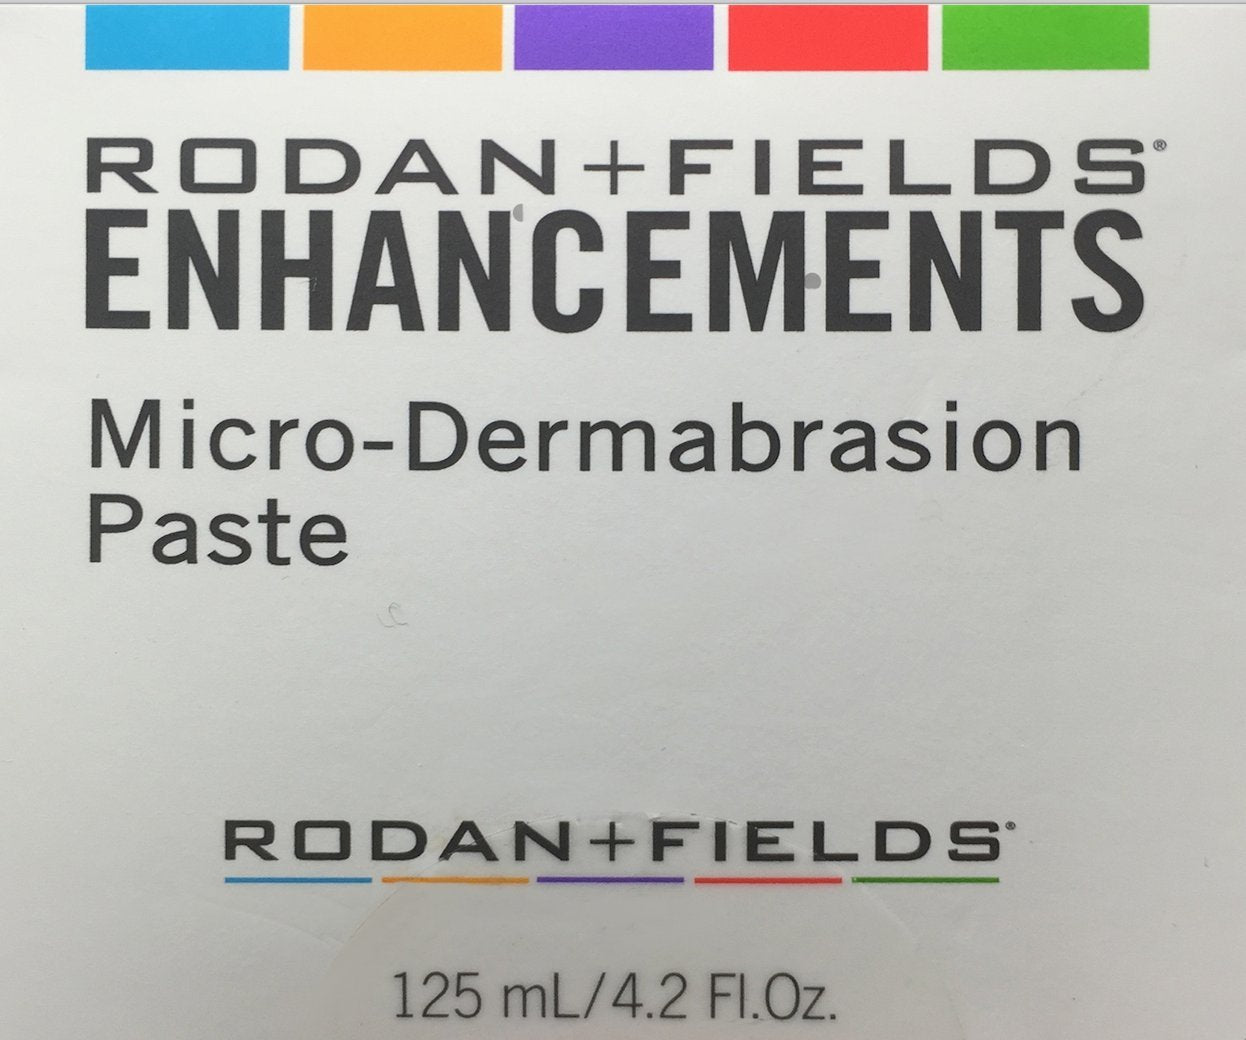 RODAN+FIELDS®
ENHANCEMENTS
Micro-Dermabrasion
Paste
RODAN+FIELDS®
125 mL/4.2 Fl.Oz.